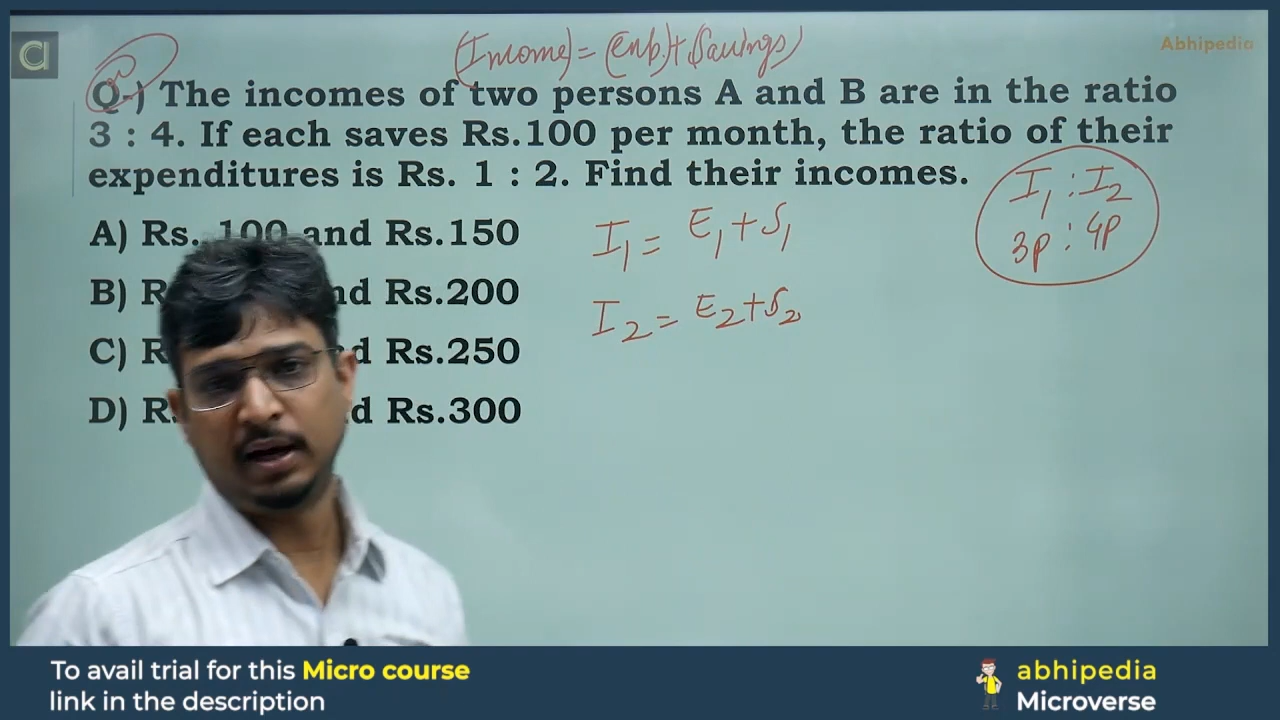 (Income) = (Exp.) + (Savings)
Abhipedia
Q-) The incomes of two persons A and B are in the ratio
3 : 4. If each saves Rs.100 per month, the ratio of their
expenditures is Rs. 1 : 2. Find their incomes.
I₁ : I₂
3p : 4p
A) Rs. 100 and Rs.150
I₁ = E₁ + S₁
B) R nd Rs.200
I₂ = E₂ + S₂
C) R d Rs.250
D) Rs d Rs.300
To avail trial for this Micro course
link in the description
abhipedia
Microverse